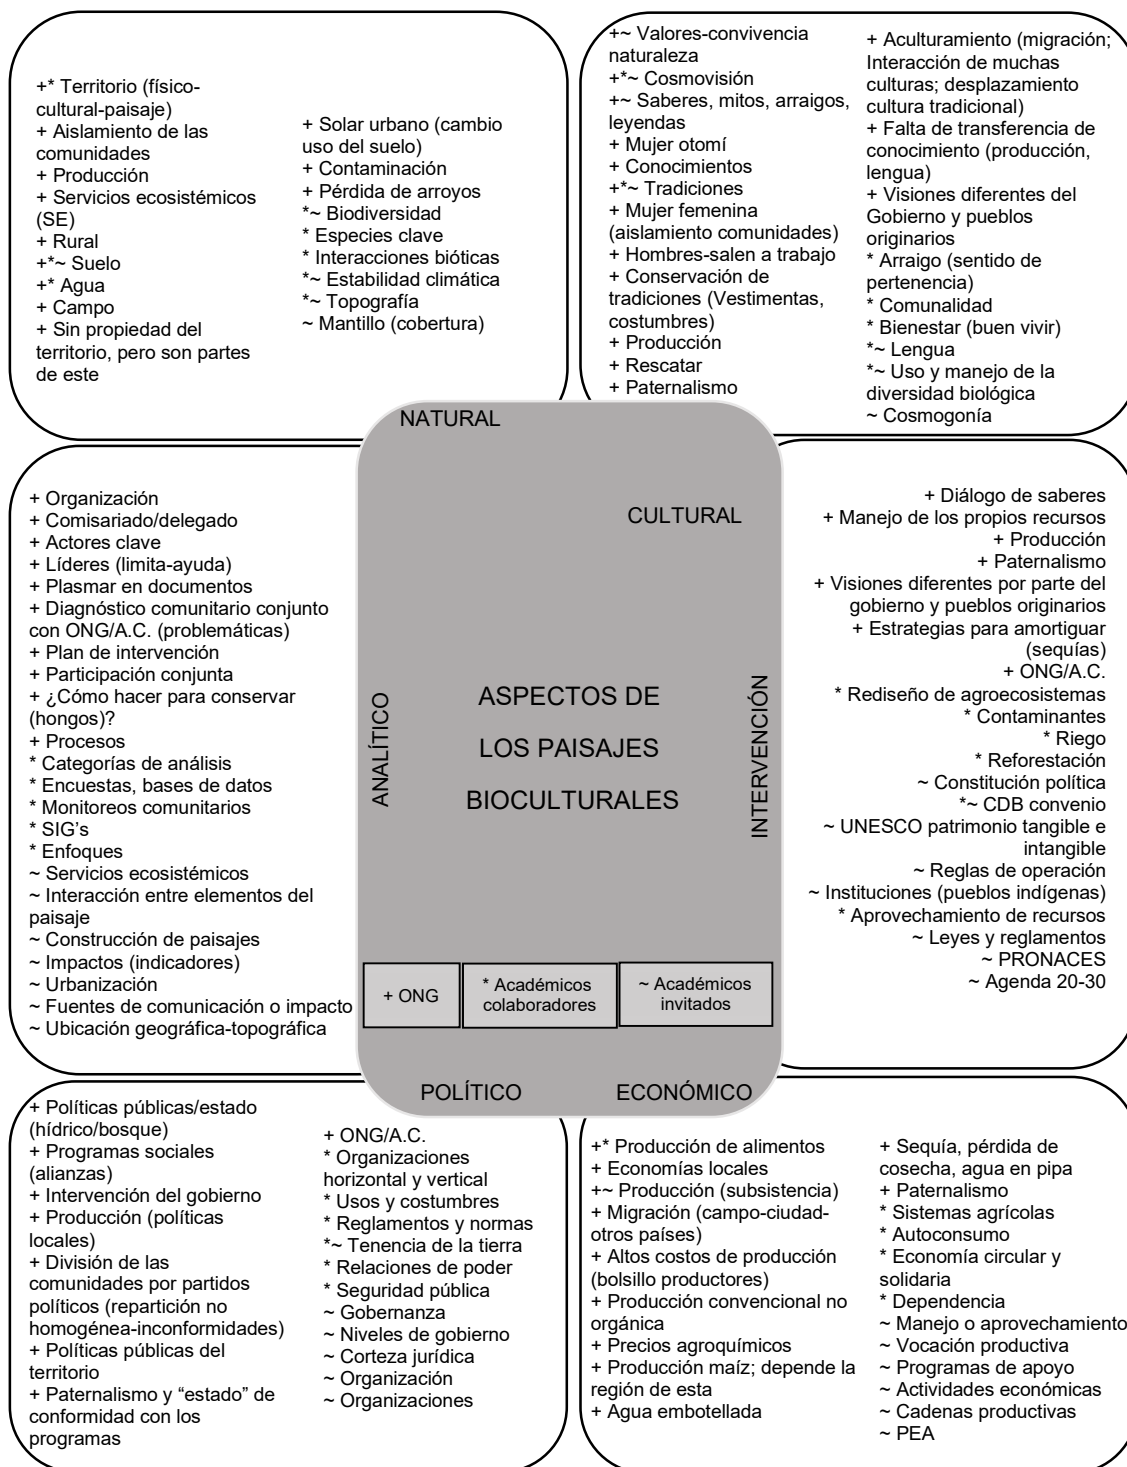 +* Territorio (físico-
cultural-paisaje)
+ Aislamiento de las
comunidades
+ Producción
+ Servicios ecosistémicos
(SE)
+ Rural
+*~ Suelo
+* Agua
+ Campo
+ Sin propiedad del
territorio, pero son partes
de este
+ Solar urbano (cambio
uso del suelo)
+ Contaminación
+ Pérdida de arroyos
*~ Biodiversidad
* Especies clave
* Interacciones bióticas
*~ Estabilidad climática
*~ Topografía
~ Mantillo (cobertura)
+~ Valores-convivencia
naturaleza
+*~ Cosmovisión
+~ Saberes, mitos, arraigos,
leyendas
+ Mujer otomí
+ Conocimientos
+*~ Tradiciones
+ Mujer femenina
(aislamiento comunidades)
+ Hombres-salen a trabajo
+ Conservación de
tradiciones (Vestimentas,
costumbres)
+ Producción
+ Rescatar
+ Paternalismo
+ Aculturamiento (migración;
Interacción de muchas
culturas; desplazamiento
cultura tradicional)
+ Falta de transferencia de
conocimiento (producción,
lengua)
+ Visiones diferentes del
Gobierno y pueblos
originarios
* Arraigo (sentido de
pertenencia)
* Comunalidad
* Bienestar (buen vivir)
*~ Lengua
*~ Uso y manejo de la
diversidad biológica
~ Cosmogonía
NATURAL
CULTURAL
+ Organización
+ Comisariado/delegado
+ Actores clave
+ Líderes (limita-ayuda)
+ Plasmar en documentos
+ Diagnóstico comunitario conjunto
con ONG/A.C. (problemáticas)
+ Plan de intervención
+ Participación conjunta
+ ¿Cómo hacer para conservar
(hongos)?
+ Procesos
* Categorías de análisis
* Encuestas, bases de datos
* Monitoreos comunitarios
* SIG’s
* Enfoques
~ Servicios ecosistémicos
~ Interacción entre elementos del
paisaje
~ Construcción de paisajes
~ Impactos (indicadores)
~ Urbanización
~ Fuentes de comunicación o impacto
~ Ubicación geográfica-topográfica
ANALÍTICO
ASPECTOS DE
LOS PAISAJES
BIOCULTURALES
INTERVENCIÓN
+ Diálogo de saberes
+ Manejo de los propios recursos
+ Producción
+ Paternalismo
+ Visiones diferentes por parte del
gobierno y pueblos originarios
+ Estrategias para amortiguar
(sequías)
+ ONG/A.C.
* Rediseño de agroecosistemas
* Contaminantes
* Riego
* Reforestación
~ Constitución política
*~ CDB convenio
~ UNESCO patrimonio tangible e
intangible
~ Reglas de operación
~ Instituciones (pueblos indígenas)
* Aprovechamiento de recursos
~ Leyes y reglamentos
~ PRONACES
~ Agenda 20-30
+ ONG
* Académicos
colaboradores
~ Académicos
invitados
POLÍTICO
ECONÓMICO
+ Políticas públicas/estado
(hídrico/bosque)
+ Programas sociales
(alianzas)
+ Intervención del gobierno
+ Producción (políticas
locales)
+ División de las
comunidades por partidos
políticos (repartición no
homogénea-inconformidades)
+ Políticas públicas del
territorio
+ Paternalismo y “estado” de
conformidad con los
programas
+ ONG/A.C.
* Organizaciones
horizontal y vertical
* Usos y costumbres
* Reglamentos y normas
*~ Tenencia de la tierra
* Relaciones de poder
* Seguridad pública
~ Gobernanza
~ Niveles de gobierno
~ Corteza jurídica
~ Organización
~ Organizaciones
+* Producción de alimentos
+ Economías locales
+~ Producción (subsistencia)
+ Migración (campo-ciudad-
otros países)
+ Altos costos de producción
(bolsillo productores)
+ Producción convencional no
orgánica
+ Precios agroquímicos
+ Producción maíz; depende la
región de esta
+ Agua embotellada
+ Sequía, pérdida de
cosecha, agua en pipa
+ Paternalismo
* Sistemas agrícolas
* Autoconsumo
* Economía circular y
solidaria
* Dependencia
~ Manejo o aprovechamiento
~ Vocación productiva
~ Programas de apoyo
~ Actividades económicas
~ Cadenas productivas
~ PEA